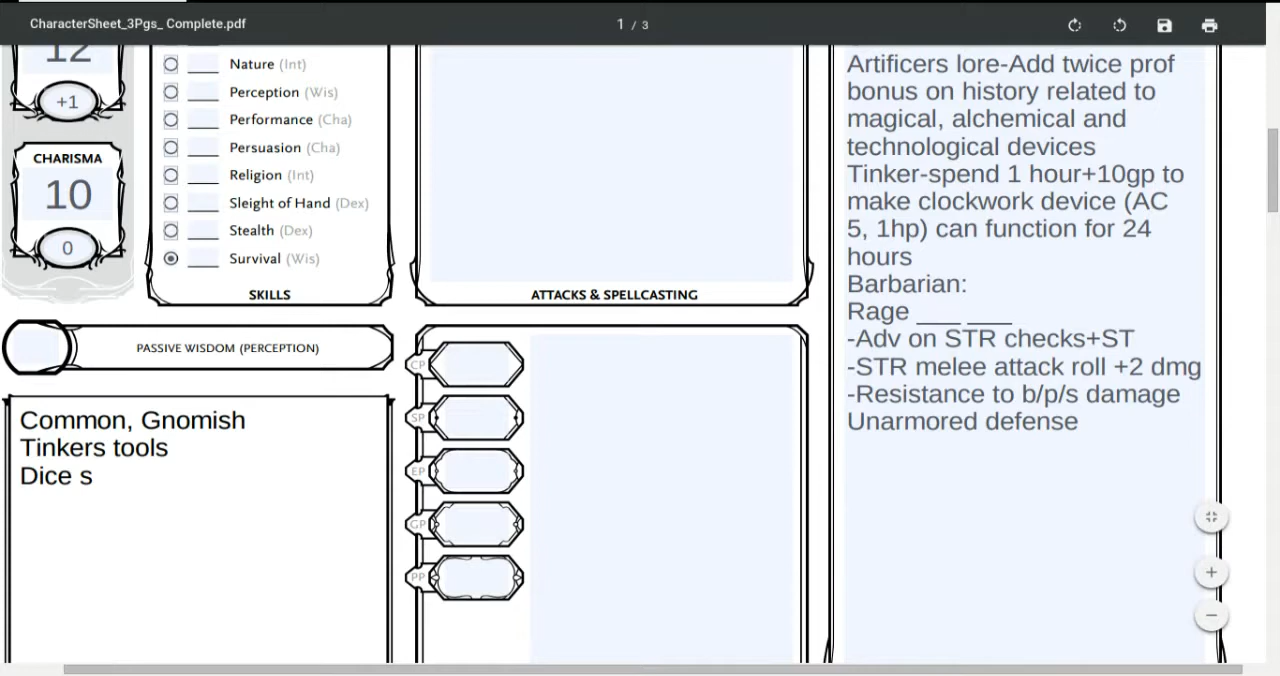 CharacterSheet_3Pgs_ Complete.pdf
1 / 3
12
+1
CHARISMA
10
0
Nature (Int)
Perception (Wis)
Performance (Cha)
Persuasion (Cha)
Religion (Int)
Sleight of Hand (Dex)
Stealth (Dex)
Survival (Wis)
SKILLS
PASSIVE WISDOM (PERCEPTION)
Common, Gnomish
Tinkers tools
Dice s
ATTACKS & SPELLCASTING
CP
SP
EP
GP
PP
Artificers lore-Add twice prof
bonus on history related to
magical, alchemical and
technological devices
Tinker-spend 1 hour+10gp to
make clockwork device (AC
5, 1hp) can function for 24
hours
Barbarian:
Rage ___ ___
-Adv on STR checks+ST
-STR melee attack roll +2 dmg
-Resistance to b/p/s damage
Unarmored defense